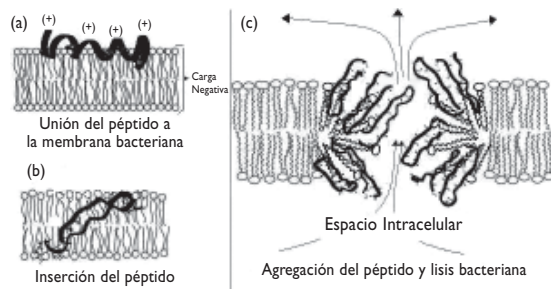 (a)
(+)
(+)
(+)
(+)
Carga
Negativa
Unión del péptido a
la membrana bacteriana
(b)
Inserción del péptido
(c)
Espacio Intracelular
Agregación del péptido y lisis bacteriana